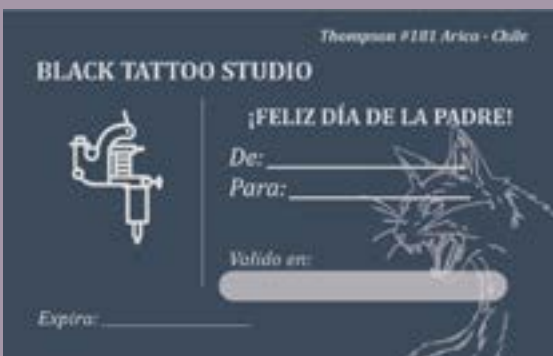 Thompson #181 Arica - Chile
BLACK TATTOO STUDIO
¡FELIZ DÍA DE LA PADRE!
De:
Para:
Valido en:
Expira: